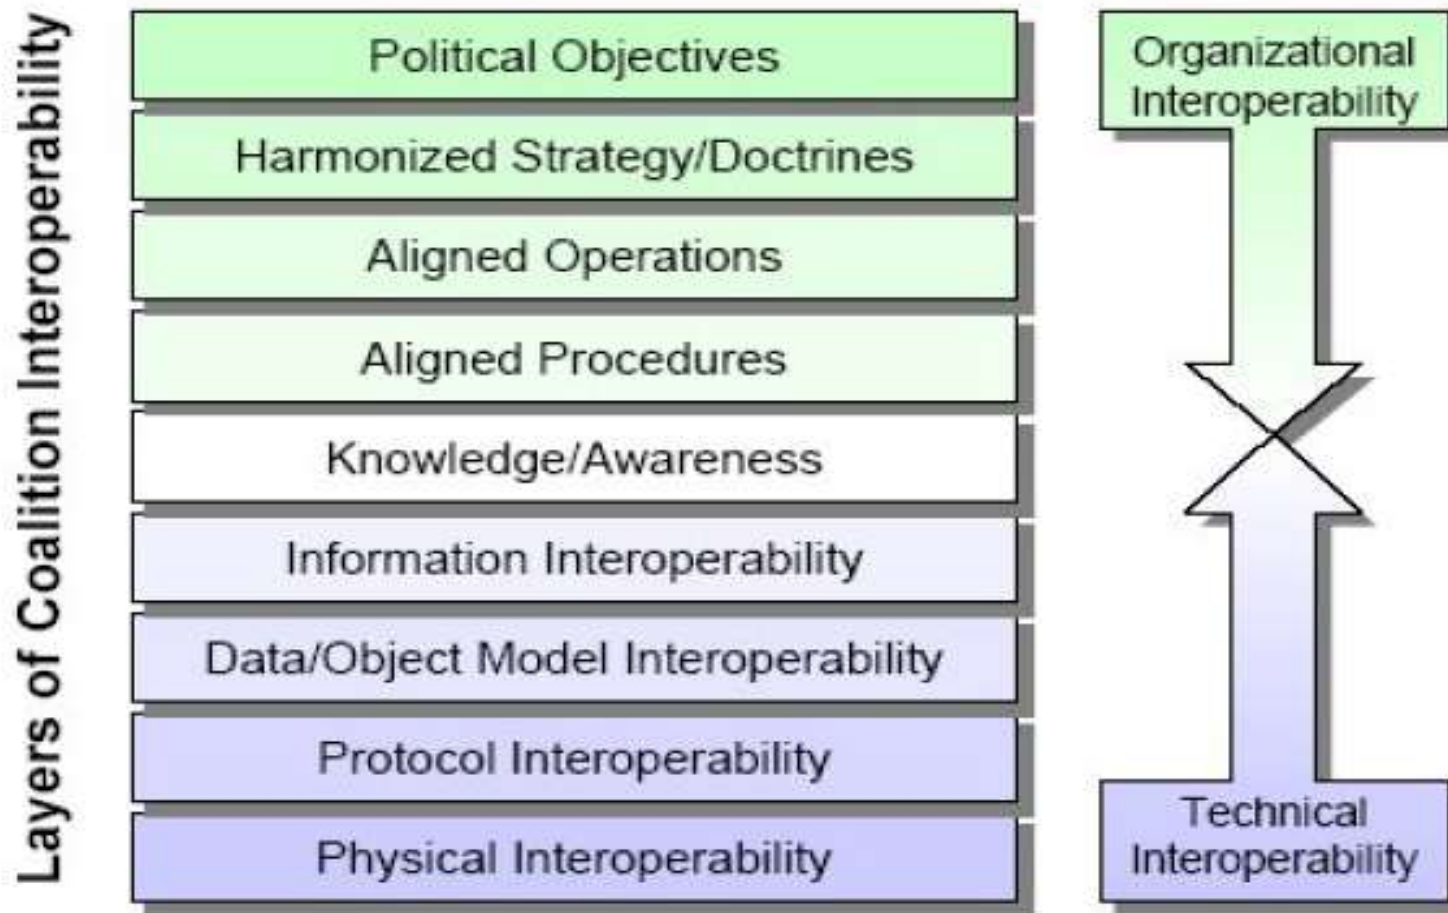 Layers of Coalition Interoperability
Political Objectives
Harmonized Strategy/Doctrines
Aligned Operations
Aligned Procedures
Knowledge/Awareness
Information Interoperability
Data/Object Model Interoperability
Protocol Interoperability
Physical Interoperability
Organizational
Interoperability
Technical
Interoperability